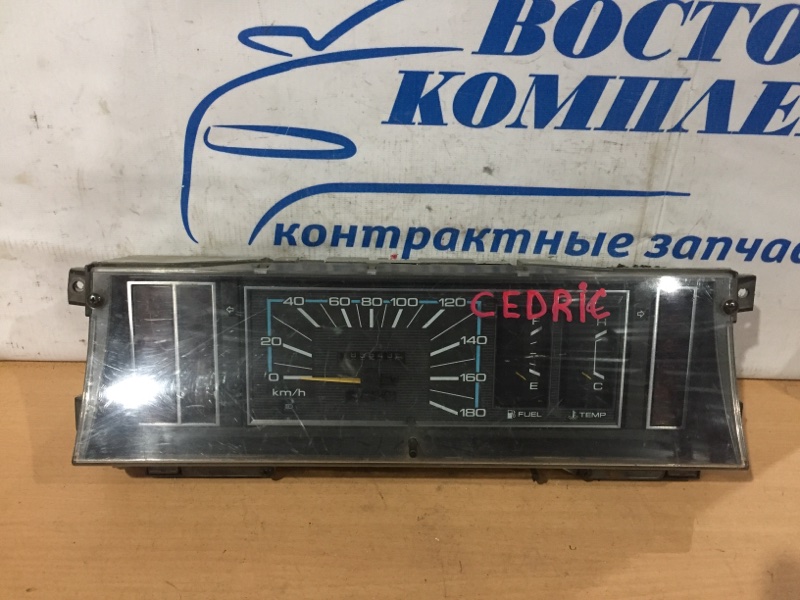 ВОСТО
КОМПЛЕ
контрактные запчас
CEDRIC
40 60 80 100 120
20 140
0 160
km/h 180
E C
FUEL TEMP